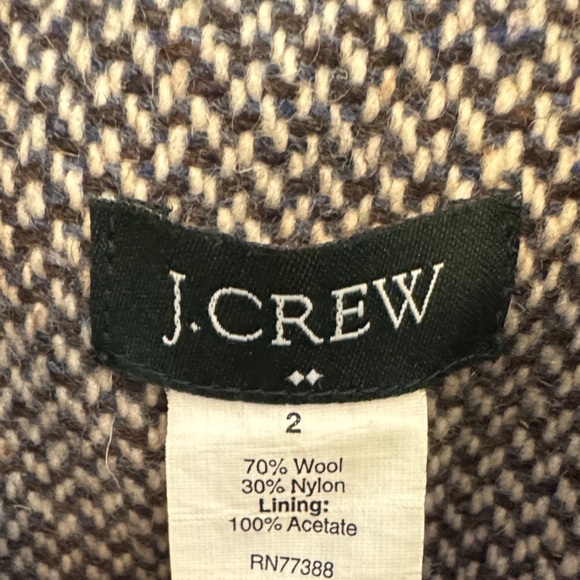 J.CREW
2
70% Wool
30% Nylon
Lining:
100% Acetate
RN77388